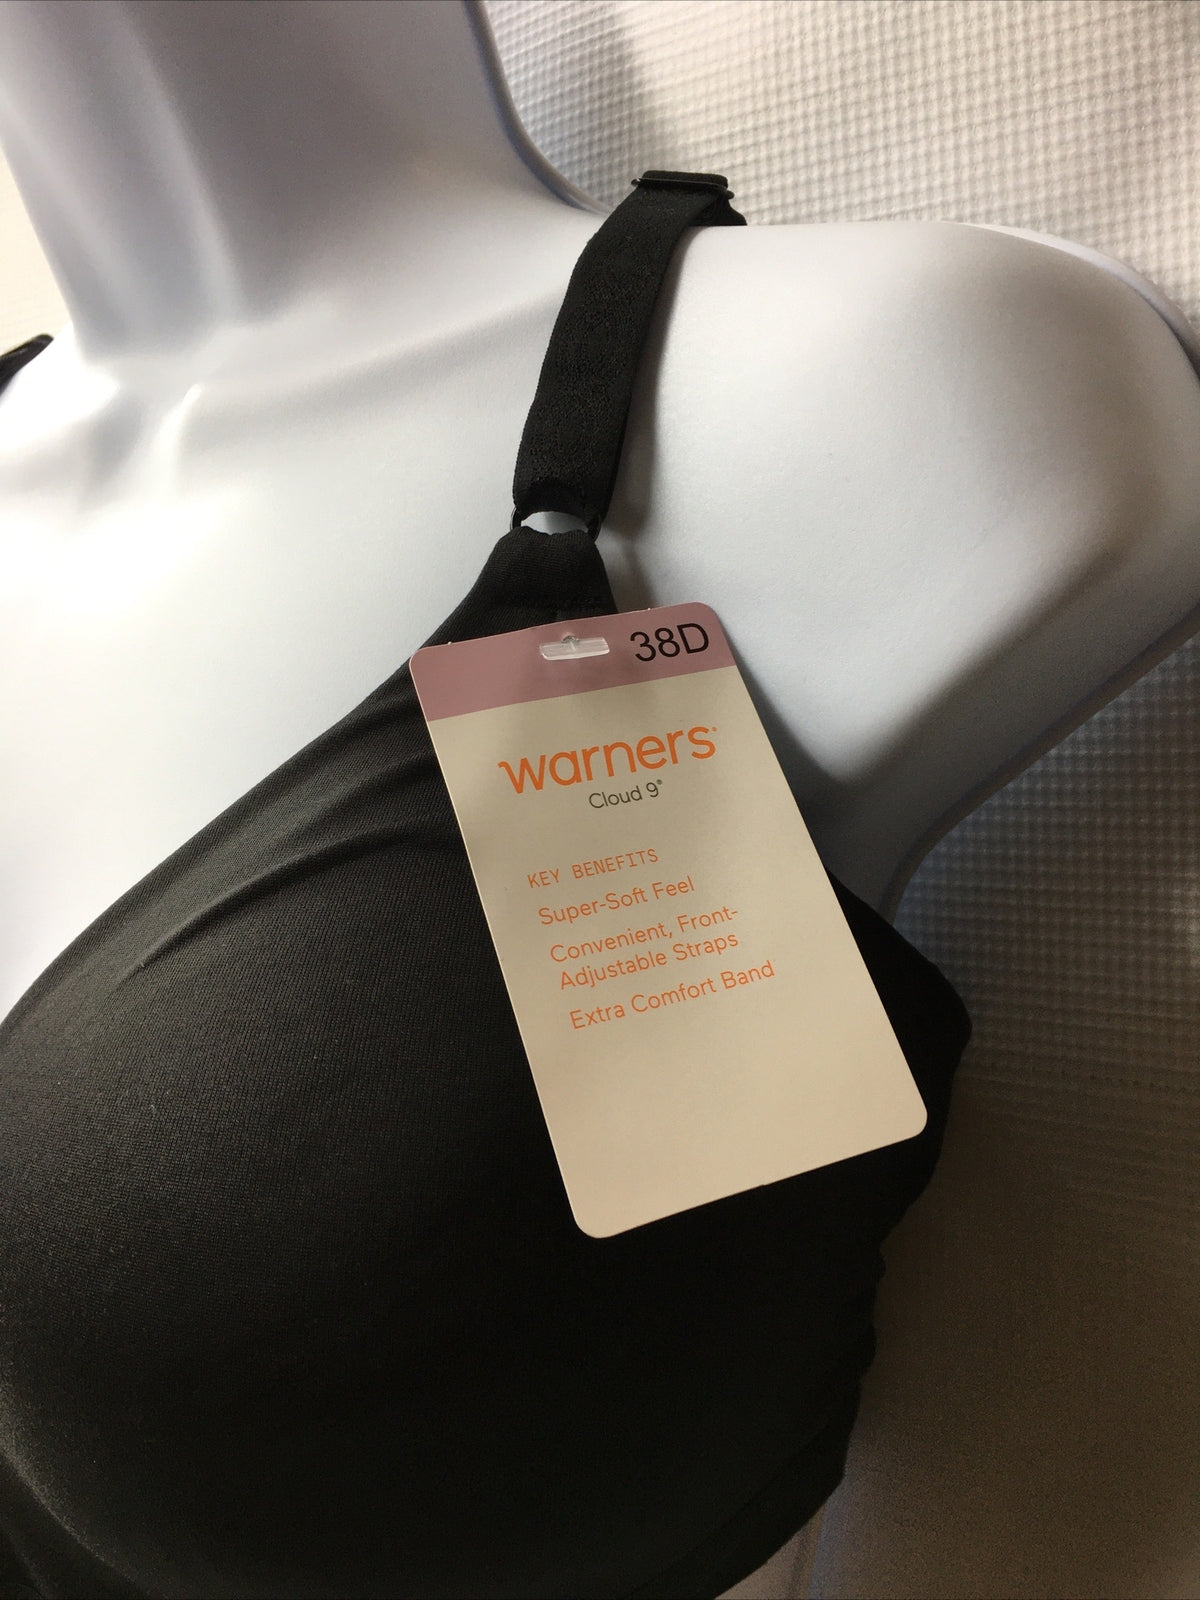 38D
warners®
Cloud 9®
KEY BENEFITS
Super-Soft Feel
Convenient, Front-
Adjustable Straps
Extra Comfort Band